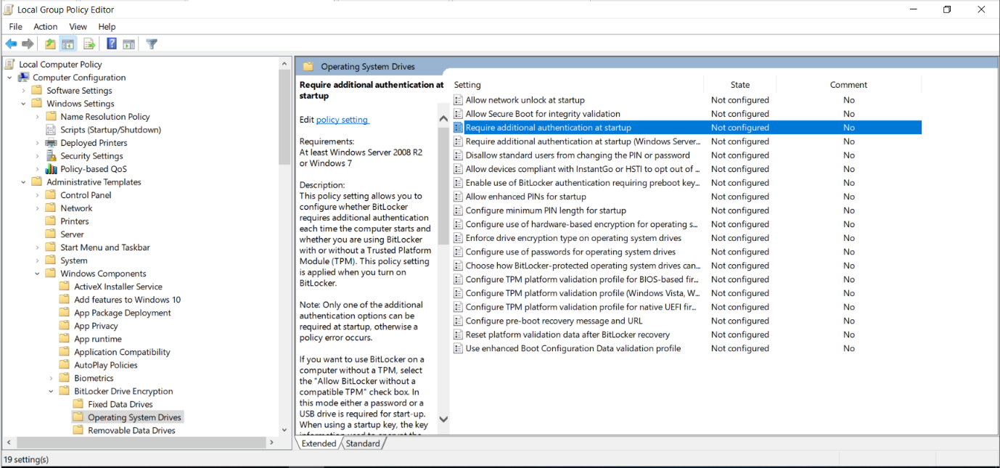 Local Group Policy Editor
File Action View Help
Local Computer Policy
Computer Configuration
Software Settings
Windows Settings
Name Resolution Policy
Scripts (Startup/Shutdown)
Deployed Printers
Security Settings
Policy-based QoS
Administrative Templates
Control Panel
Network
Printers
Server
Start Menu and Taskbar
System
Windows Components
ActiveX Installer Service
Add features to Windows 10
App Package Deployment
App Privacy
App runtime
Application Compatibility
AutoPlay Policies
Biometrics
BitLocker Drive Encryption
Fixed Data Drives
Operating System Drives
Removable Data Drives
Operating System Drives
Require additional authentication at
startup
Edit policy setting
Requirements:
At least Windows Server 2008 R2
or Windows 7
Description:
This policy setting allows you to
configure whether BitLocker
requires additional authentication
each time the computer starts and
whether you are using BitLocker
with or without a Trusted Platform
Module (TPM). This policy setting
is applied when you turn on
BitLocker.
Note: Only one of the additional
authentication options can be
required at startup, otherwise a
policy error occurs.
If you want to use BitLocker on a
computer without a TPM, select
the "Allow BitLocker without a
compatible TPM" check box. In
this mode either a password or a
USB drive is required for start-up.
When using a startup key, the key
information used to encrypt the
Setting State Comment
Allow network unlock at startup Not configured No
Allow Secure Boot for integrity validation Not configured No
Require additional authentication at startup Not configured No
Require additional authentication at startup (Windows Server... Not configured No
Disallow standard users from changing the PIN or password Not configured No
Allow devices compliant with InstantGo or HSTI to opt out of ... Not configured No
Enable use of BitLocker authentication requiring preboot key... Not configured No
Allow enhanced PINs for startup Not configured No
Configure minimum PIN length for startup Not configured No
Configure use of hardware-based encryption for operating s... Not configured No
Enforce drive encryption type on operating system drives Not configured No
Configure use of passwords for operating system drives Not configured No
Choose how BitLocker-protected operating system drives can... Not configured No
Configure TPM platform validation profile for BIOS-based fir... Not configured No
Configure TPM platform validation profile (Windows Vista, W... Not configured No
Configure TPM platform validation profile for native UEFI fir... Not configured No
Configure pre-boot recovery message and URL Not configured No
Reset platform validation data after BitLocker recovery Not configured No
Use enhanced Boot Configuration Data validation profile Not configured No
Extended Standard
19 setting(s)